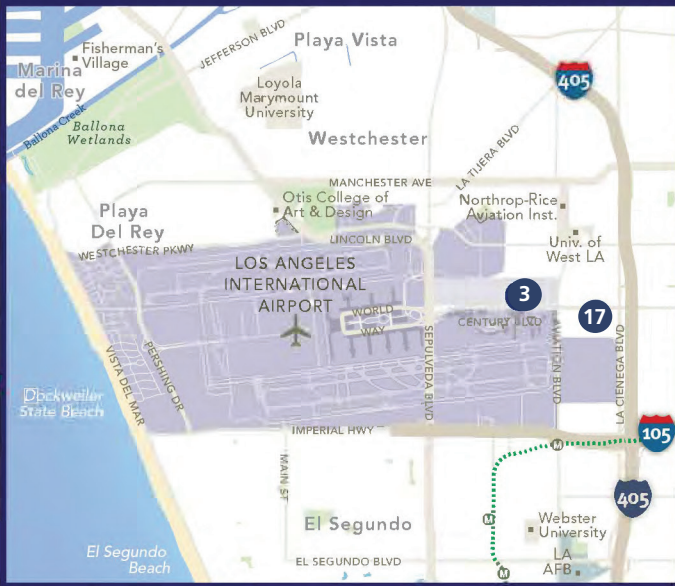 Fisherman's
Village
JEFFERSON BLVD
Playa Vista
Marina
del Rey
405
Loyola
Marymount
University
Ballona Creek
Ballona
Wetlands
Westchester
LA TIJERA BLVD
MANCHESTER AVE
Otis College of
Art & Design
Northrop-Rice
Aviation Inst.
Playa
Del Rey
LINCOLN BLVD
Univ. of
West LA
WESTCHESTER PKWY
LOS ANGELES
INTERNATIONAL
AIRPORT
3
17
WORLD
WAY
CENTURY BLVD
SEPULVEDA BLVD
AVIATION BLVD
LA CIENEGA BLVD
VISTA DEL MAR
PERSHING DR
Dockweiler
State Beach
IMPERIAL HWY
105
M
MAIN ST
405
El Segundo
M
Webster
University
El Segundo
Beach
EL SEGUNDO BLVD
M
LA
AFB